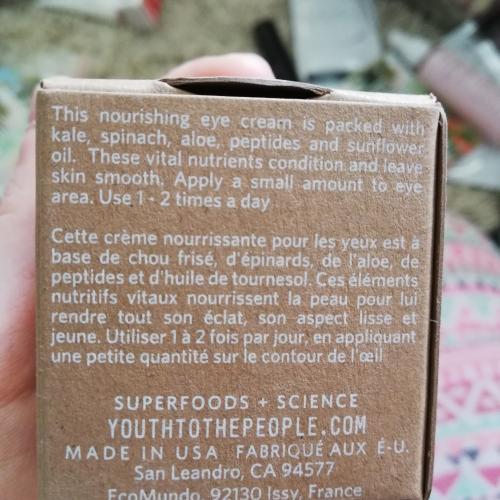 This nourishing eye cream is packed with
kale, spinach, aloe, peptides and sunflower
oil. These vital nutrients condition and leave
skin smooth. Apply a small amount to eye
area. Use 1 - 2 times a day
Cette crème nourrissante pour les yeux est à
base de chou frisé, d'épinards, de l'aloe, de
peptides et d'huile de tournesol. Ces éléments
nutritifs vitaux nourrissent la peau pour lui
rendre tout son éclat, son aspect lisse et
jeune. Utiliser 1 à 2 fois par jour, en appliquant
une petite quantité sur le contour de l'œil
SUPERFOODS + SCIENCE
YOUTHTOTHEPEOPLE.COM
MADE IN USA FABRIQUÉ AUX É-U.
San Leandro, CA 94577
EcoMundo, 92130 Issy, France